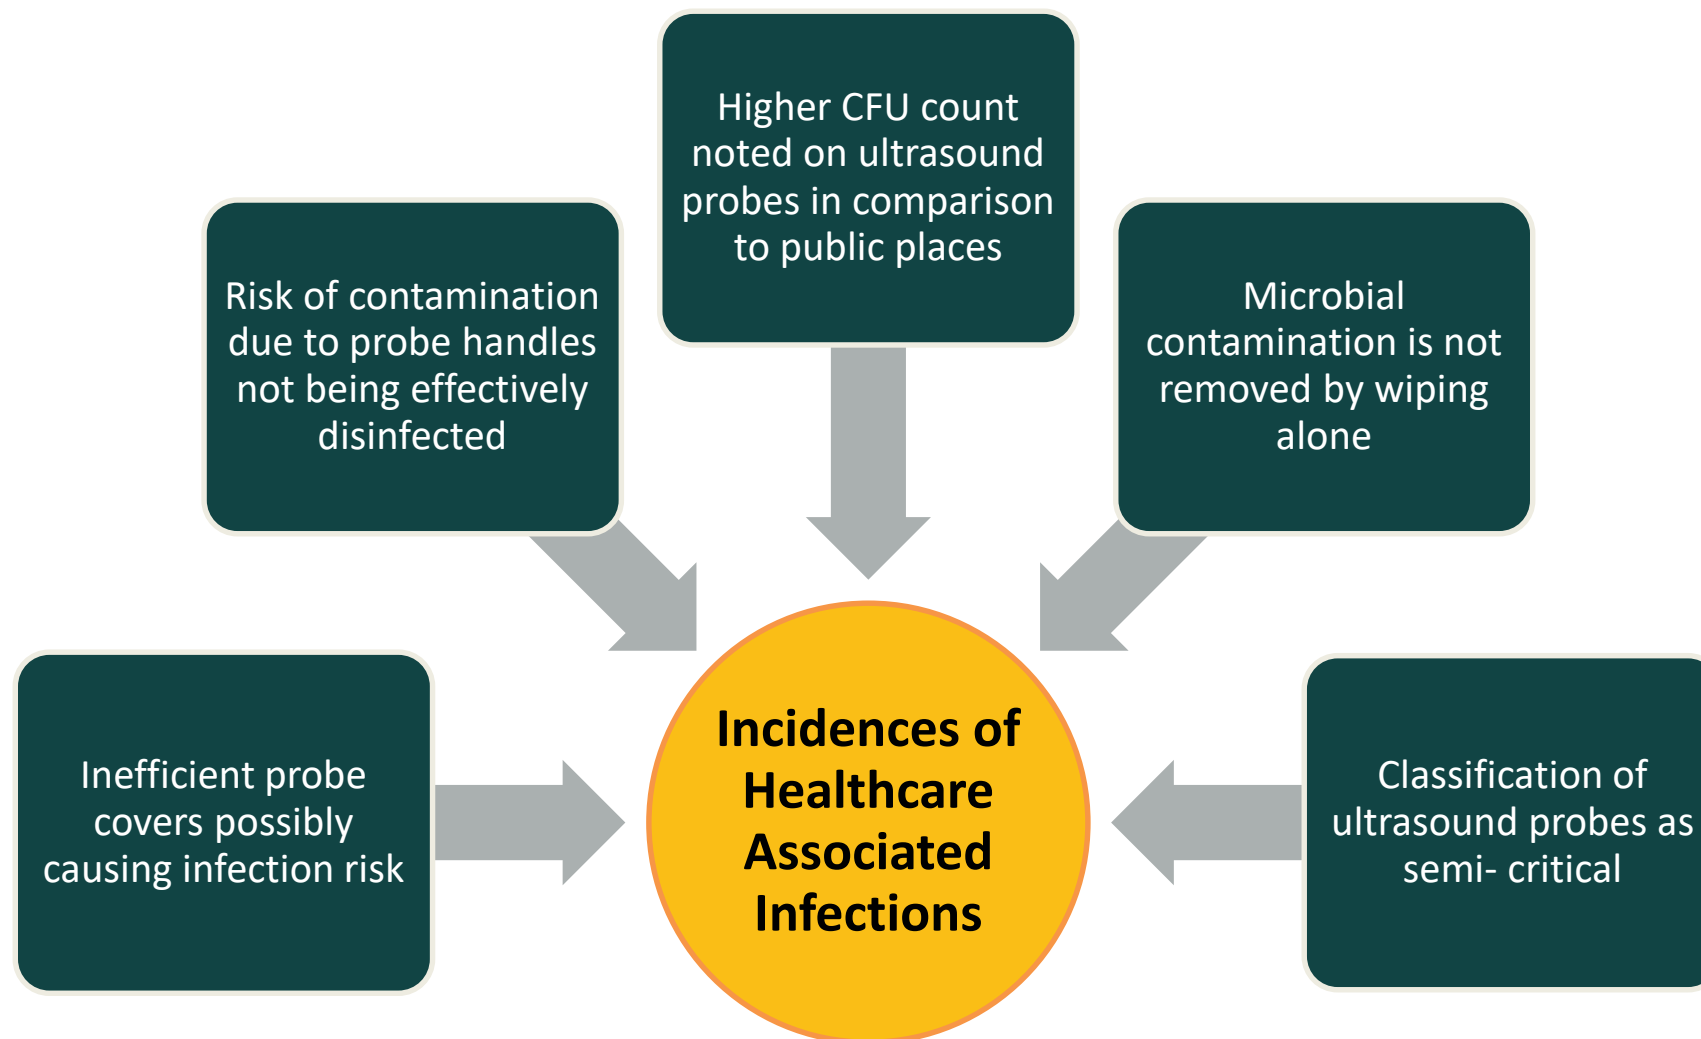 Higher CFU count
noted on ultrasound
probes in comparison
to public places
Risk of contamination
due to probe handles
not being effectively
disinfected
Microbial
contamination is not
removed by wiping
alone
Inefficient probe
covers possibly
causing infection risk
Incidences of
Healthcare
Associated
Infections
Classification of
ultrasound probes as
semi- critical